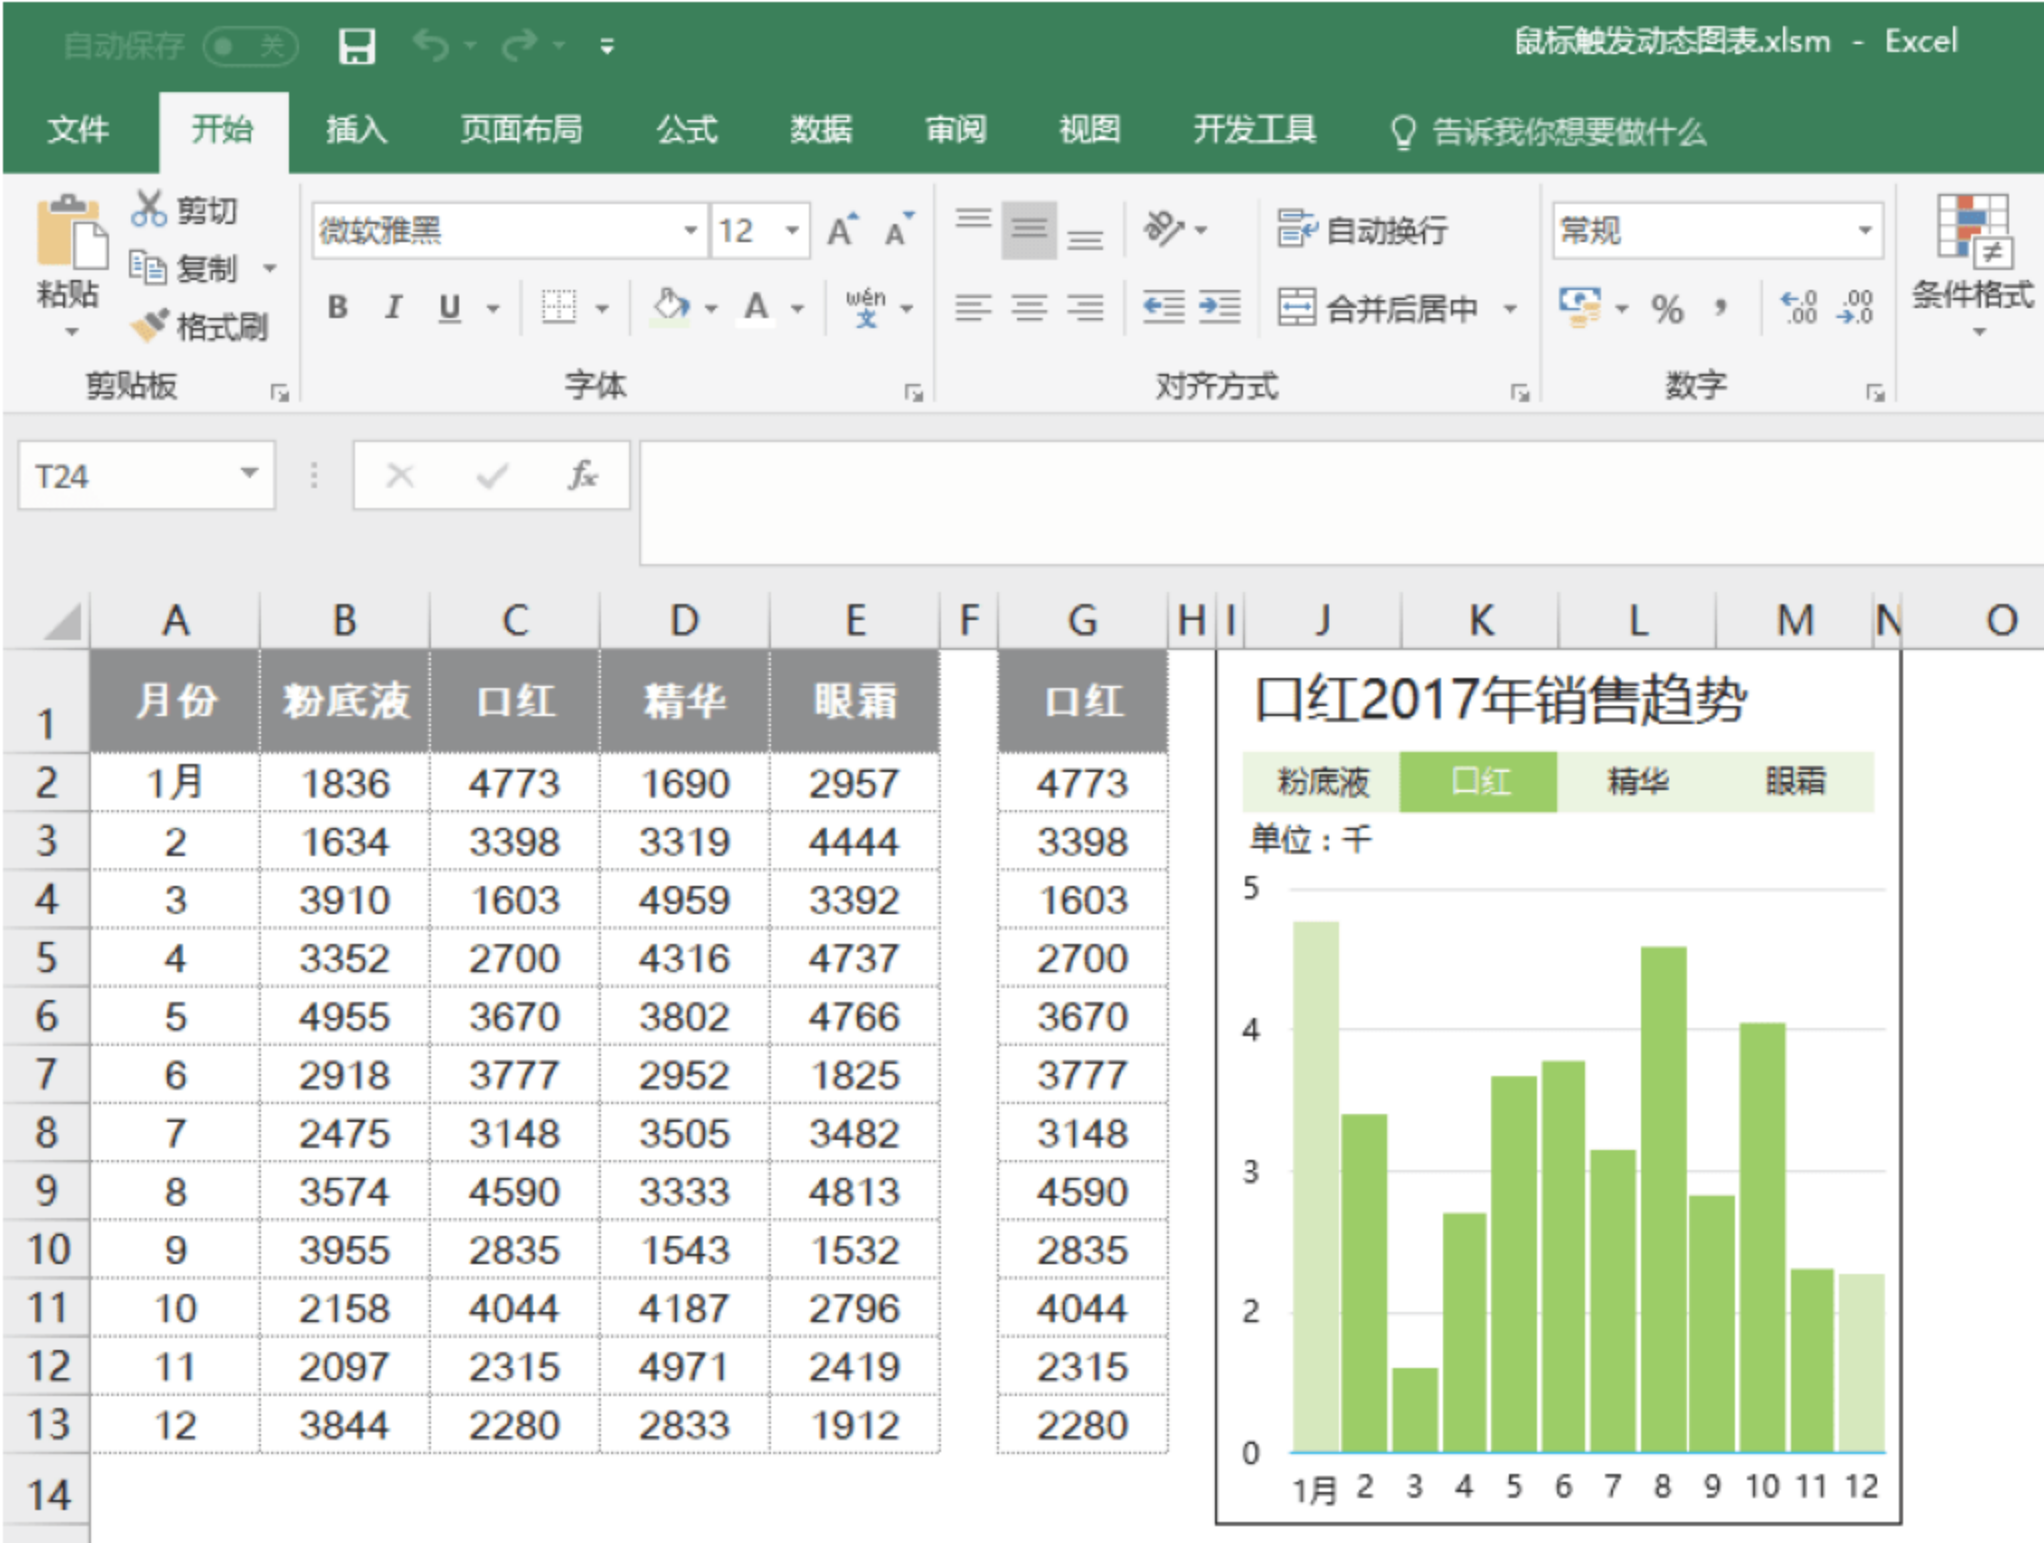 自动保存 关
鼠标触发动态图表.xlsm - Excel
文件 开始 插入 页面布局 公式 数据 审阅 视图 开发工具 告诉我你想要做什么
粘贴
剪切
复制
格式刷
剪贴板
微软雅黑 12 A A
B I U A wén 文
字体
ab 自动换行
合并后居中
对齐方式
常规
% , .0 .00 .00 .0
数字
条件格式
T24 fx
A B C D E F G H I J K L M N O
1 月份 粉底液 口红 精华 眼霜 口红
2 1月 1836 4773 1690 2957 4773
3 2 1634 3398 3319 4444 3398
4 3 3910 1603 4959 3392 1603
5 4 3352 2700 4316 4737 2700
6 5 4955 3670 3802 4766 3670
7 6 2918 3777 2952 1825 3777
8 7 2475 3148 3505 3482 3148
9 8 3574 4590 3333 4813 4590
10 9 3955 2835 1543 1532 2835
11 10 2158 4044 4187 2796 4044
12 11 2097 2315 4971 2419 2315
13 12 3844 2280 2833 1912 2280
14
口红2017年销售趋势
粉底液 口红 精华 眼霜
单位：千
5
4
3
2
0
1月 2 3 4 5 6 7 8 9 10 11 12